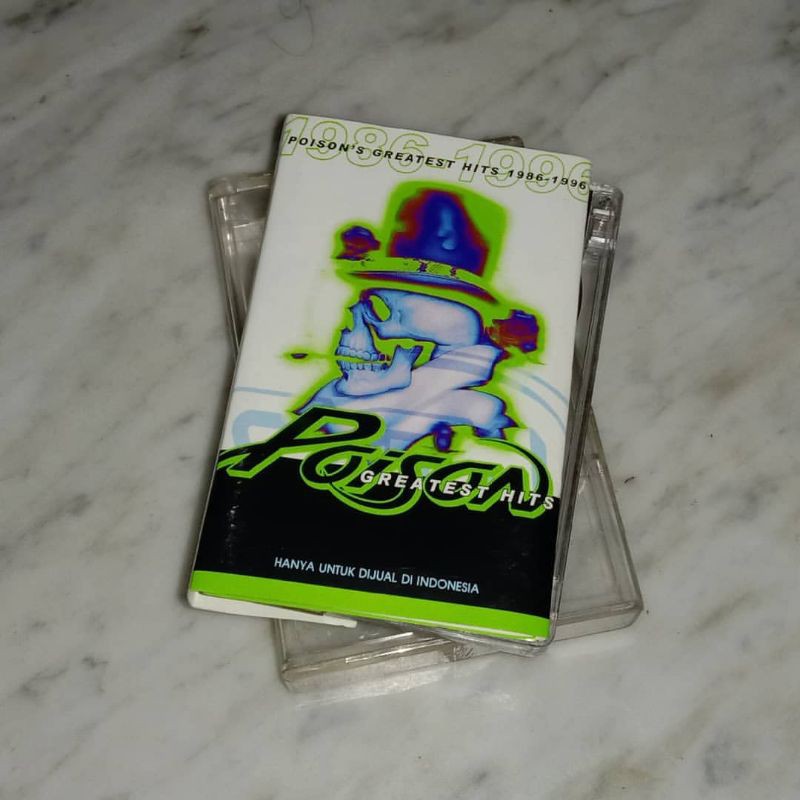 1986-1996
POISON'S GREATEST HITS 1986-1996
Poison
GREATEST HITS
HANYA UNTUK DIJUAL DI INDONESIA